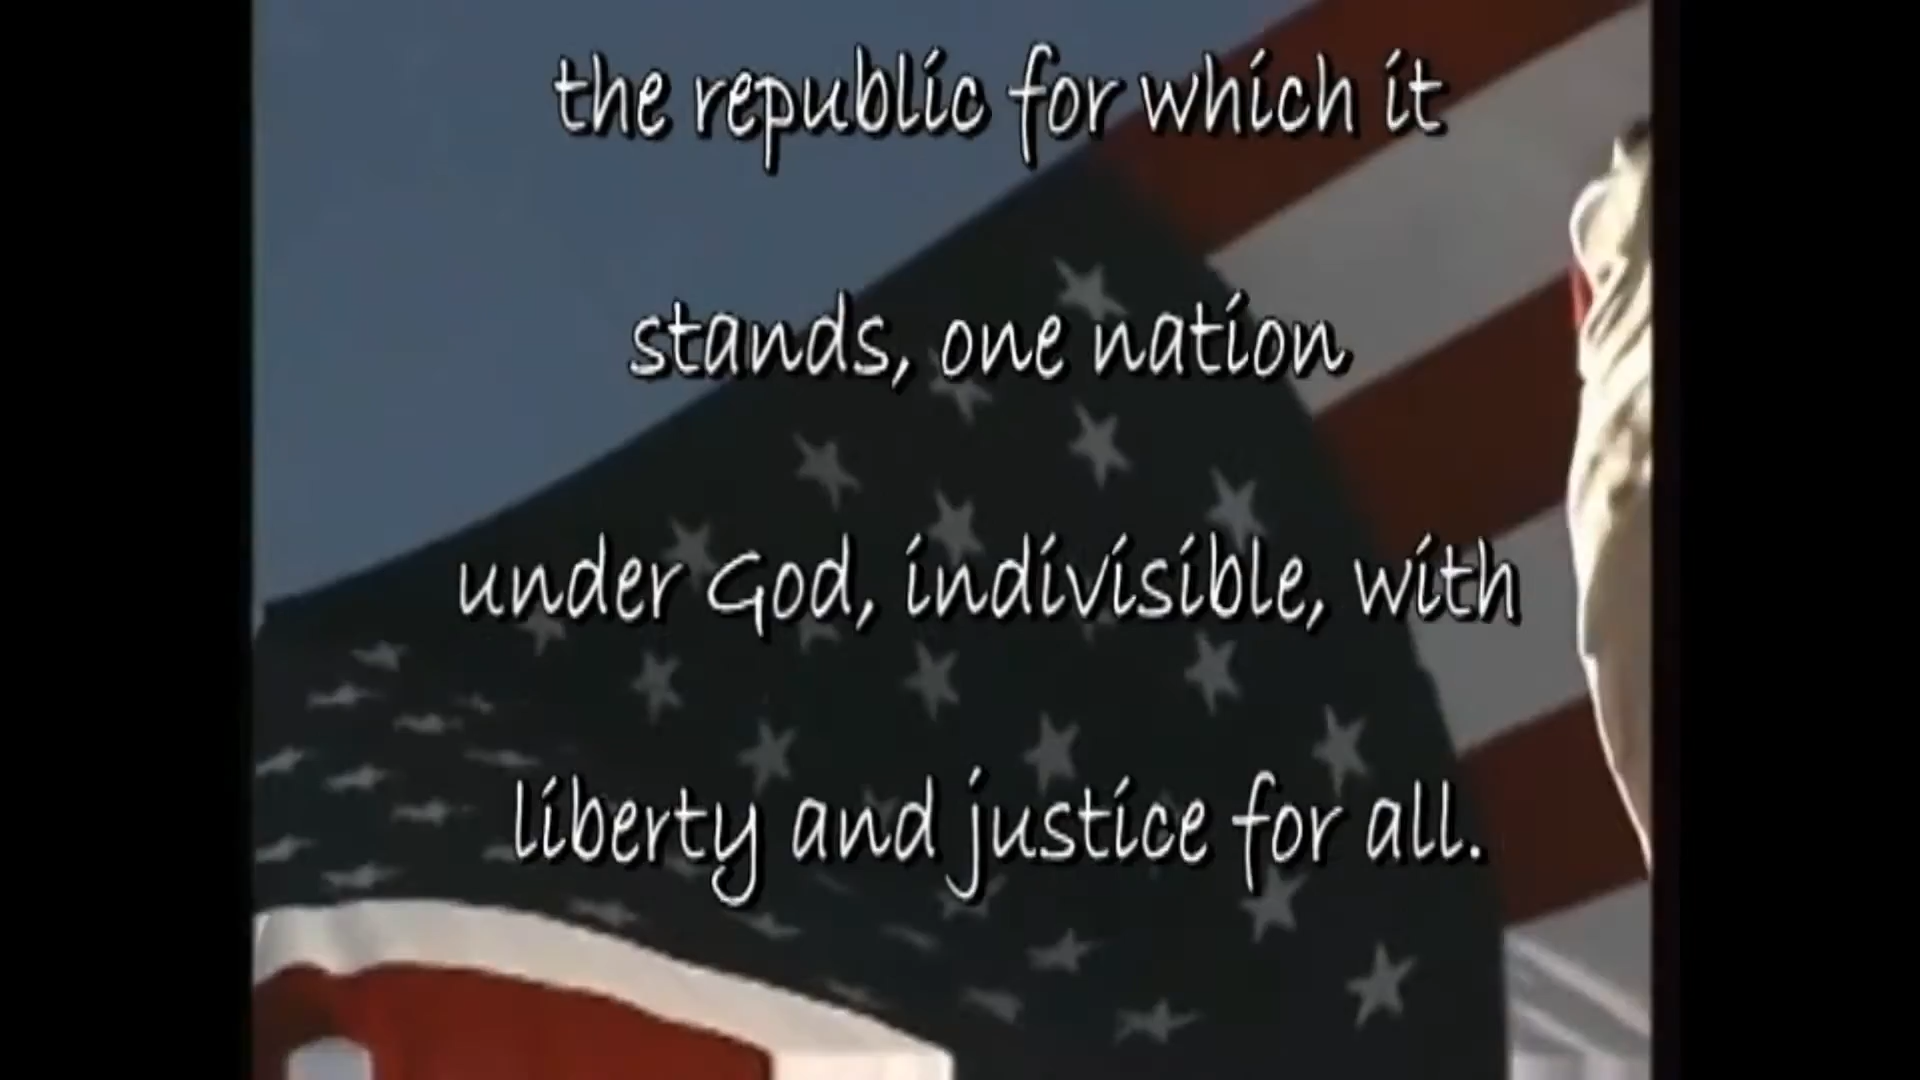 the republic for which it
stands, one nation
under God, indivisible, with
liberty and justice for all.